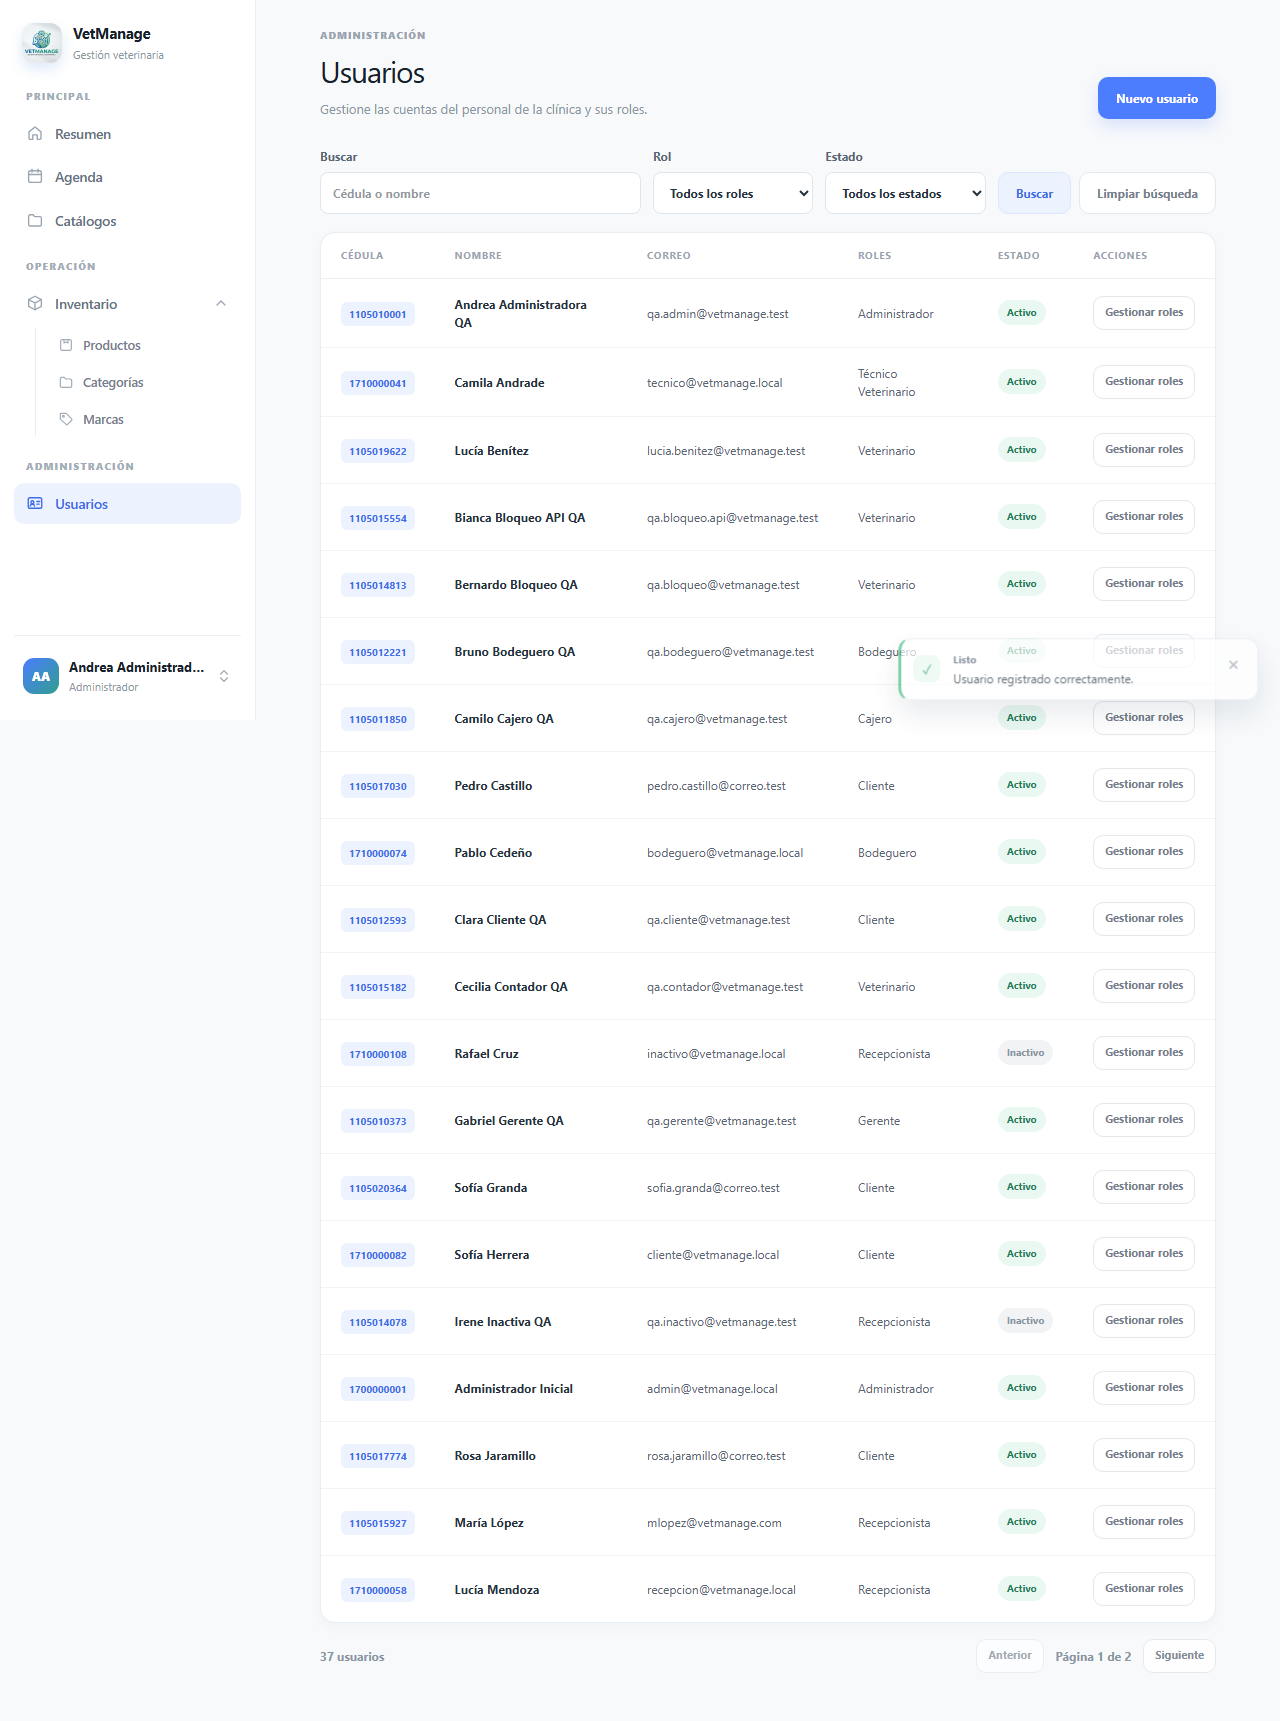 VetManage
Gestión veterinaria
PRINCIPAL
Resumen
Agenda
Catálogos
OPERACIÓN
Inventario
Productos
Categorías
Marcas
ADMINISTRACIÓN
Usuarios
AA
Andrea Administrad...
Administrador
ADMINISTRACIÓN
Usuarios
Gestione las cuentas del personal de la clínica y sus roles.
Nuevo usuario
Buscar Rol Estado
Cédula o nombre Todos los roles Todos los estados Buscar Limpiar búsqueda
CÉDULA NOMBRE CORREO ROLES ESTADO ACCIONES
1105010001 Andrea Administradora QA qa.admin@vetmanage.test Administrador Activo Gestionar roles
1710000041 Camila Andrade tecnico@vetmanage.local Técnico Veterinario Activo Gestionar roles
1105019622 Lucía Benítez lucia.benitez@vetmanage.test Veterinario Activo Gestionar roles
1105015554 Bianca Bloqueo API QA qa.bloqueo.api@vetmanage.test Veterinario Activo Gestionar roles
1105014813 Bernardo Bloqueo QA qa.bloqueo@vetmanage.test Veterinario Activo Gestionar roles
1105012221 Bruno Bodeguero QA qa.bodeguero@vetmanage.test Bodeguero Activo Gestionar roles
Listo
Usuario registrado correctamente.
1105011850 Camilo Cajero QA qa.cajero@vetmanage.test Cajero Activo Gestionar roles
1105017030 Pedro Castillo pedro.castillo@correo.test Cliente Activo Gestionar roles
1710000074 Pablo Cedeño bodeguero@vetmanage.local Bodeguero Activo Gestionar roles
1105012593 Clara Cliente QA qa.cliente@vetmanage.test Cliente Activo Gestionar roles
1105015182 Cecilia Contador QA qa.contador@vetmanage.test Veterinario Activo Gestionar roles
1710000108 Rafael Cruz inactivo@vetmanage.local Recepcionista Inactivo Gestionar roles
1105010373 Gabriel Gerente QA qa.gerente@vetmanage.test Gerente Activo Gestionar roles
1105020364 Sofía Granda sofia.granda@correo.test Cliente Activo Gestionar roles
1710000082 Sofía Herrera cliente@vetmanage.local Cliente Activo Gestionar roles
1105014078 Irene Inactiva QA qa.inactivo@vetmanage.test Recepcionista Inactivo Gestionar roles
1700000001 Administrador Inicial admin@vetmanage.local Administrador Activo Gestionar roles
1105017774 Rosa Jaramillo rosa.jaramillo@correo.test Cliente Activo Gestionar roles
1105015927 María López mlopez@vetmanage.com Recepcionista Activo Gestionar roles
1710000058 Lucía Mendoza recepcion@vetmanage.local Recepcionista Activo Gestionar roles
37 usuarios Anterior Página 1 de 2 Siguiente